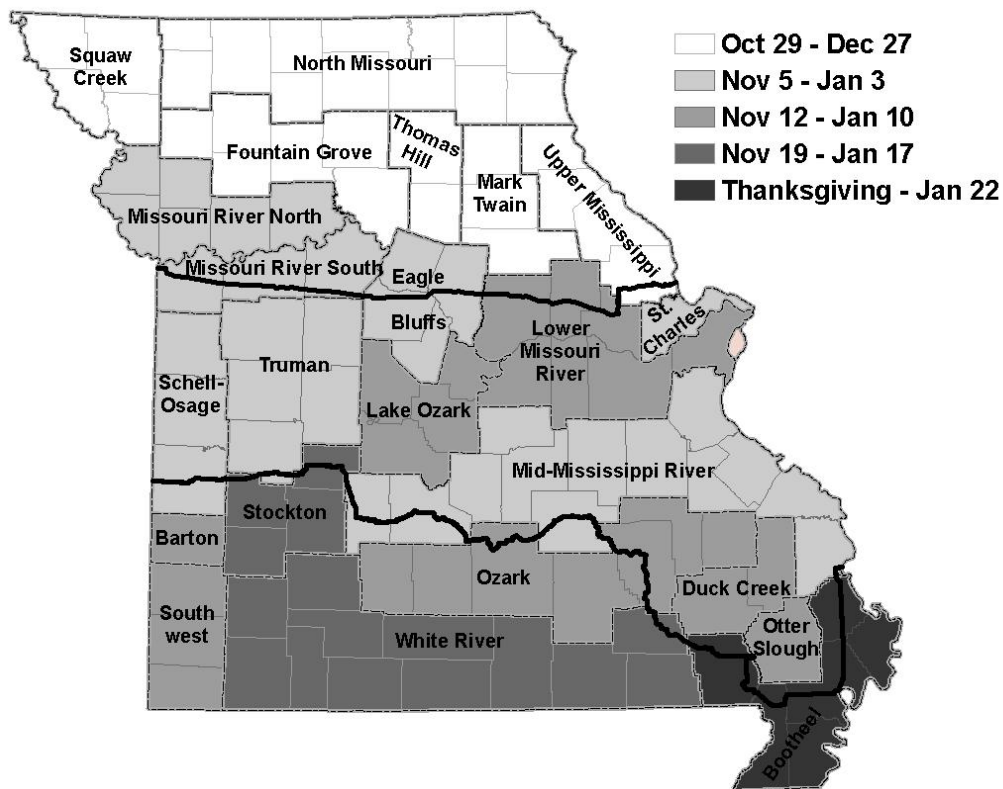 Squaw
Creek
North Missouri
Oct 29 - Dec 27
Nov 5 - Jan 3
Nov 12 - Jan 10
Nov 19 - Jan 17
Thanksgiving - Jan 22
Fountain Grove
Thomas
Hill
Mark
Twain
Upper Mississippi
Missouri River North
Missouri River South
Eagle
Bluffs
St.
Charles
Lower
Missouri
River
Truman
Schell-
Osage
Lake Ozark
Mid-Mississippi River
Stockton
Barton
Ozark
Duck Creek
South
west
White River
Otter
Slough
Bootheel